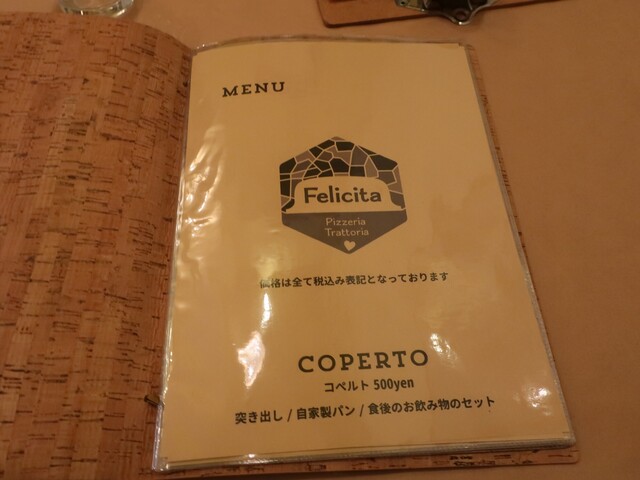 MENU
Felicita
Pizzeria
Trattoria
価格は全て税込み表記となっております
COPERTO
コペルト 500yen
突き出し / 自家製パン / 食後のお飲み物のセット